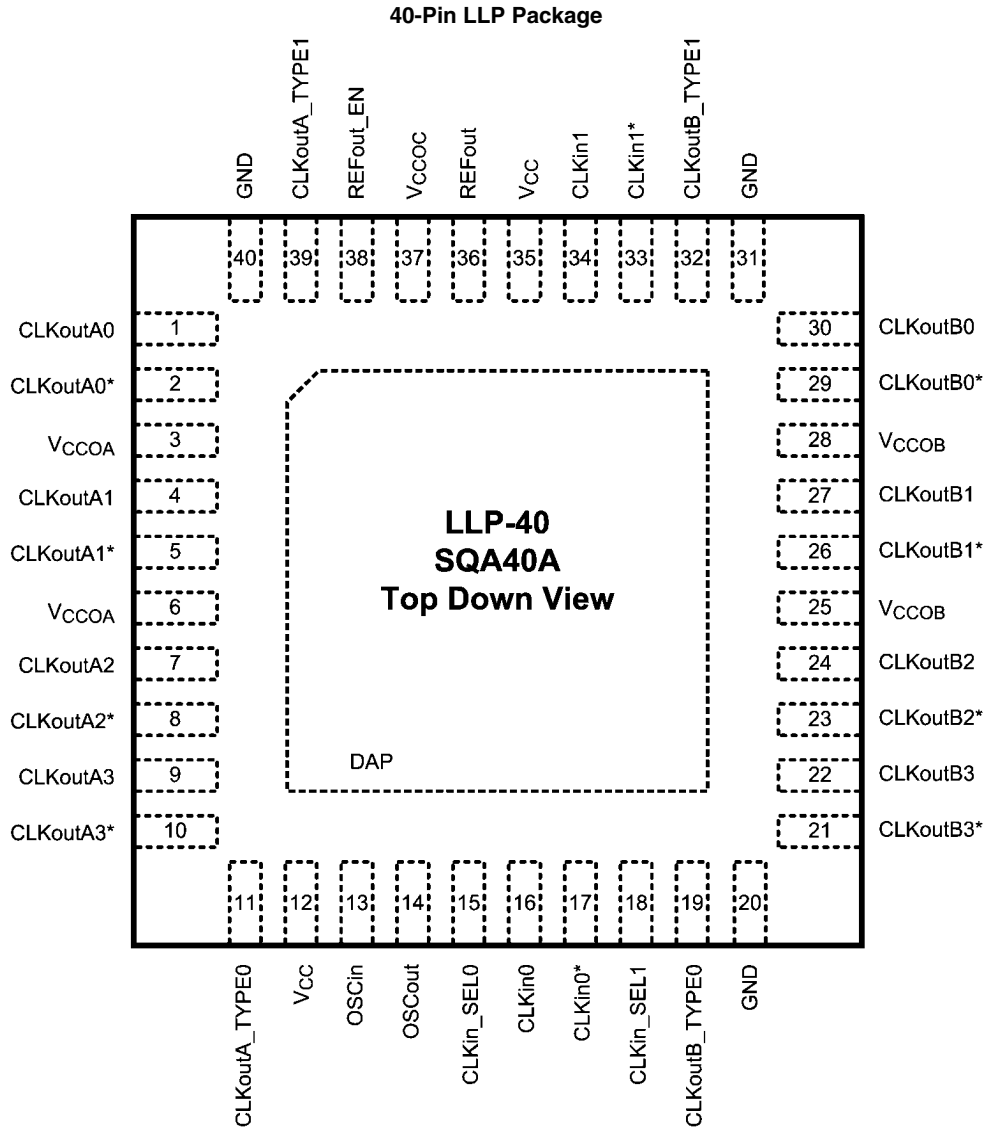 40-Pin LLP Package
GND
CLKoutA_TYPE1
REFout_EN
VCCOC
REFout
VCC
CLKin1
CLKin1*
CLKoutB_TYPE1
GND
40 39 38 37 36 35 34 33 32 31
CLKoutA0 1 30 CLKoutB0
CLKoutA0* 2 29 CLKoutB0*
VCCOA 3 28 VCCOB
CLKoutA1 4 27 CLKoutB1
CLKoutA1* 5 26 CLKoutB1*
VCCOA 6 25 VCCOB
CLKoutA2 7 24 CLKoutB2
CLKoutA2* 8 23 CLKoutB2*
CLKoutA3 9 22 CLKoutB3
CLKoutA3* 10 21 CLKoutB3*
LLP-40
SQA40A
Top Down View
DAP
11 12 13 14 15 16 17 18 19 20
CLKoutA_TYPE0
VCC
OSCin
OSCout
CLKin_SEL0
CLKin0
CLKin0*
CLKin_SEL1
CLKoutB_TYPE0
GND